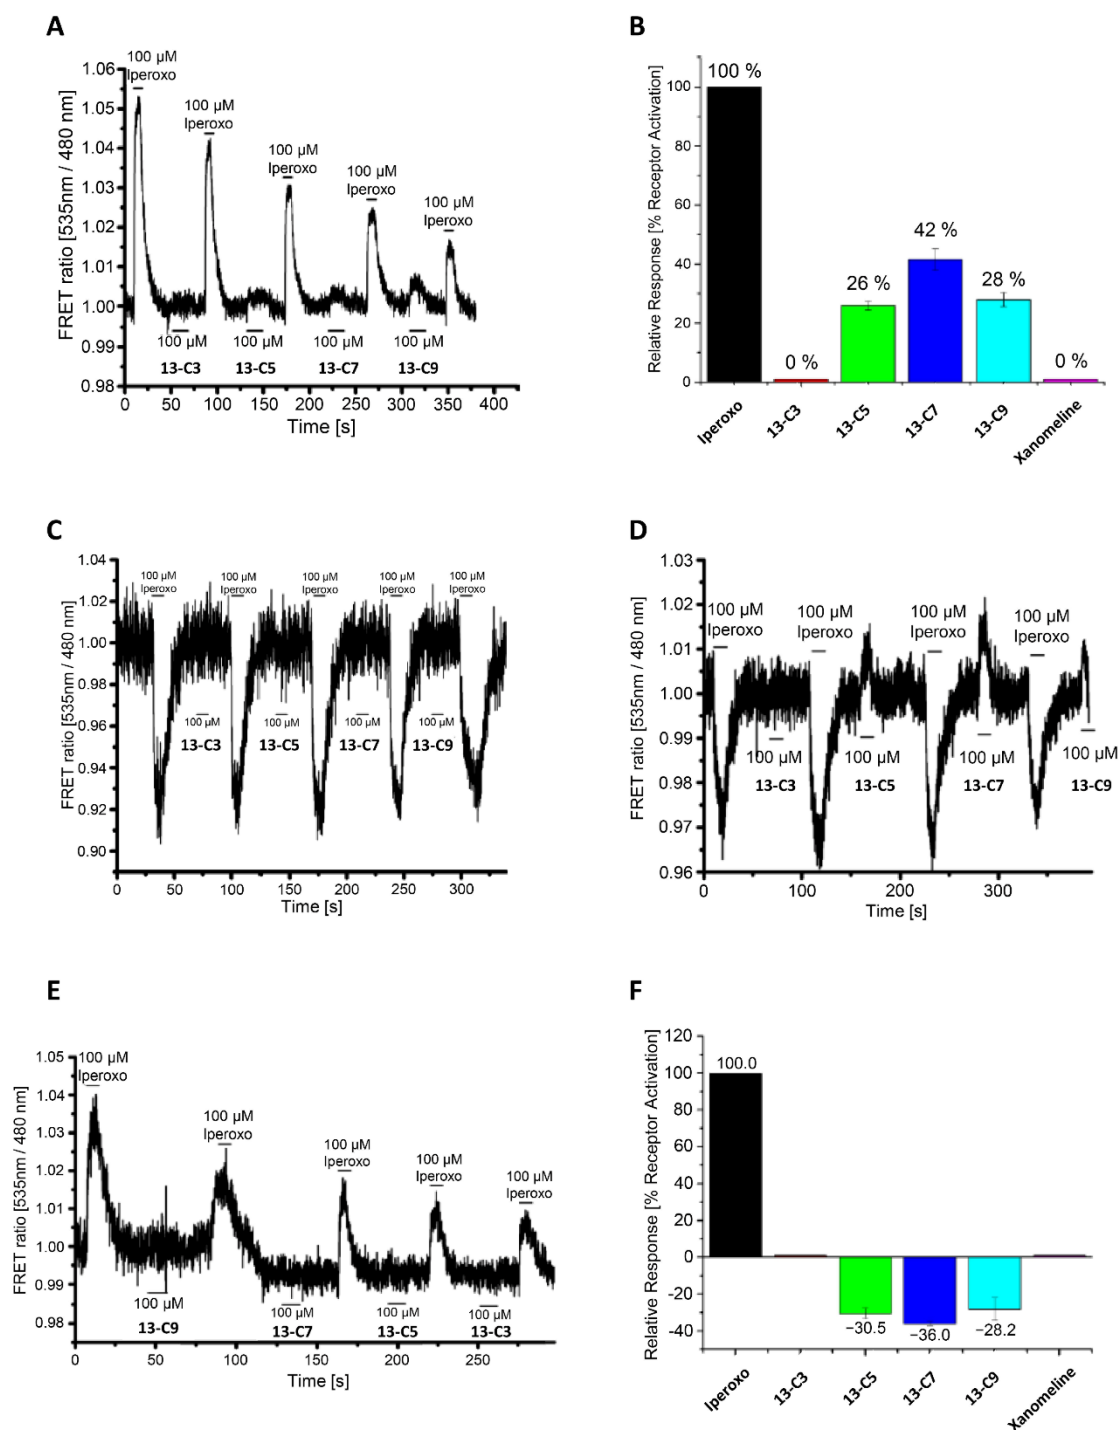 A
100 µM
Iperoxo
100 µM
Iperoxo
100 µM
Iperoxo
100 µM
Iperoxo
100 µM
Iperoxo
1.06
1.05
1.04
1.03
1.02
1.01
1.00
0.99
0.98
FRET ratio [535nm / 480 nm]
100 µM
100 µM
100 µM
100 µM
13-C3
13-C5
13-C7
13-C9
0 50 100 150 200 250 300 350 400
Time [s]
B
Relative Response [% Receptor Activation]
100
80
60
40
20
0
100 %
0 %
26 %
42 %
28 %
0 %
Iperoxo
13-C3
13-C5
13-C7
13-C9
Xanomeline
C
1.04
1.02
1.00
0.98
0.96
0.94
0.92
0.90
FRET ratio [535nm / 480 nm]
100 µM
Iperoxo
100 µM
Iperoxo
100 µM
Iperoxo
100 µM
Iperoxo
100 µM
Iperoxo
100 µM
100 µM
100 µM
100 µM
13-C3
13-C5
13-C7
13-C9
0 50 100 150 200 250 300
Time [s]
D
1.03
1.02
1.01
1.00
0.99
0.98
0.97
0.96
FRET ratio [535nm / 480 nm]
100 µM
Iperoxo
100 µM
Iperoxo
100 µM
Iperoxo
100 µM
Iperoxo
100 µM
13-C3
100 µM
13-C5
100 µM
13-C7
100 µM
13-C9
0 100 200 300
Time [s]
E
1.05
1.04
1.03
1.02
1.01
1.00
0.99
0.98
FRET ratio [535nm / 480 nm]
100 µM
Iperoxo
100 µM
Iperoxo
100 µM
Iperoxo
100 µM
Iperoxo
100 µM
Iperoxo
100 µM
13-C9
100 µM
13-C7
100 µM
13-C5
100 µM
13-C3
0 50 100 150 200 250
Time [s]
F
Relative Response [% Receptor Activation]
120
100
80
60
40
20
0
-20
-40
100.0
−30.5
−36.0
−28.2
Iperoxo
13-C3
13-C5
13-C7
13-C9
Xanomeline